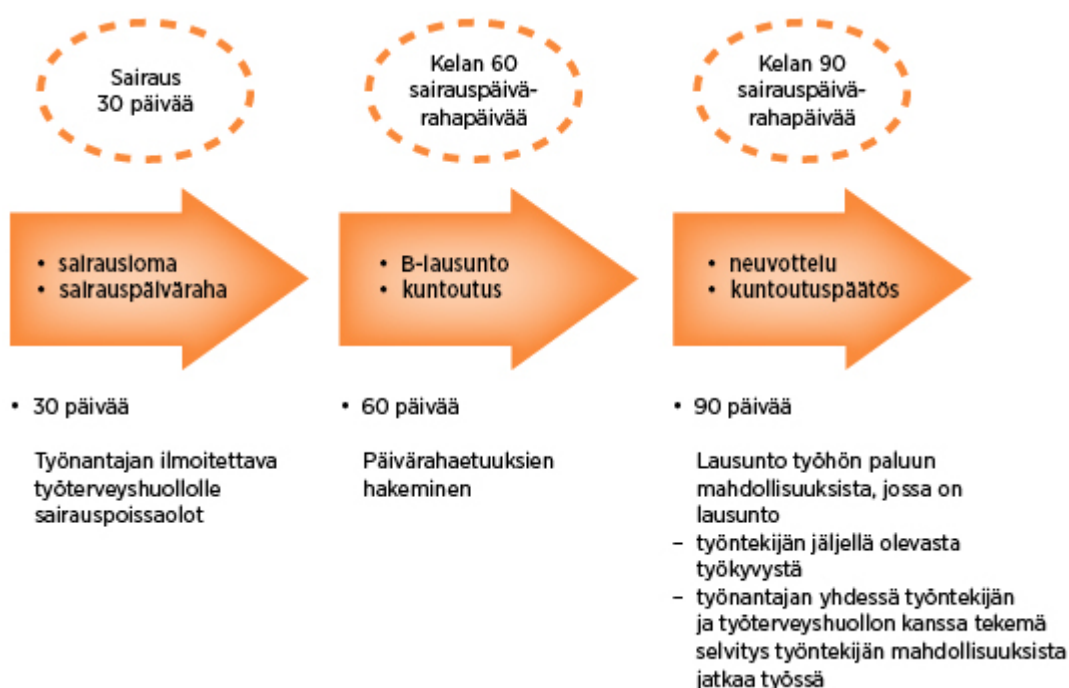 Sairaus
30 päivää
Kelan 60
sairauspäivä-
rahapäivää
Kelan 90
sairauspäivä-
rahapäivää
• sairausloma
• sairauspäiväraha
• B-lausunto
• kuntoutus
• neuvottelu
• kuntoutuspäätös
• 30 päivää
Työnantajan ilmoitettava
työterveyshuollolle
sairauspoissaolot
• 60 päivää
Päivärahaetuuksien
hakeminen
• 90 päivää
Lausunto työhön paluun
mahdollisuuksista, jossa on
lausunto
– työntekijän jäljellä olevasta
työkyvystä
– työnantajan yhdessä työntekijän
ja työterveyshuollon kanssa tekemä
selvitys työntekijän mahdollisuuksista
jatkaa työssä